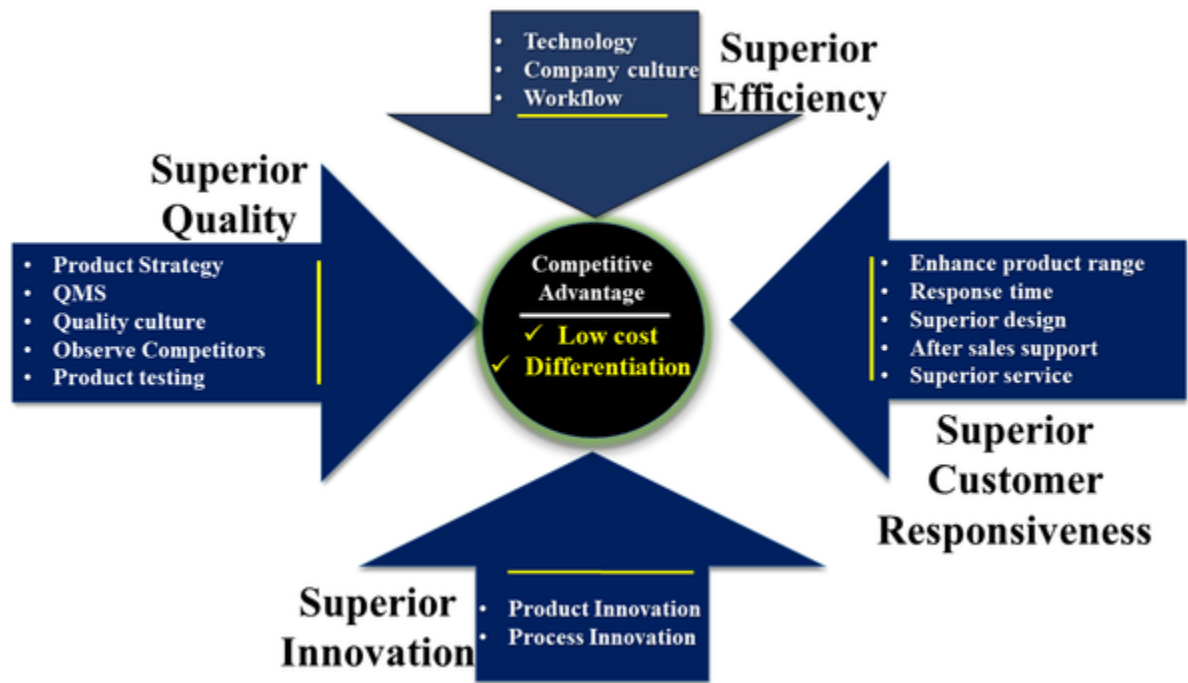 • Technology
• Company culture
• Workflow
Superior
Efficiency
Superior
Quality
• Product Strategy
• QMS
• Quality culture
• Observe Competitors
• Product testing
Competitive
Advantage
✓ Low cost
✓ Differentiation
• Enhance product range
• Response time
• Superior design
• After sales support
• Superior service
Superior
Customer
Responsiveness
Superior
Innovation
• Product Innovation
• Process Innovation